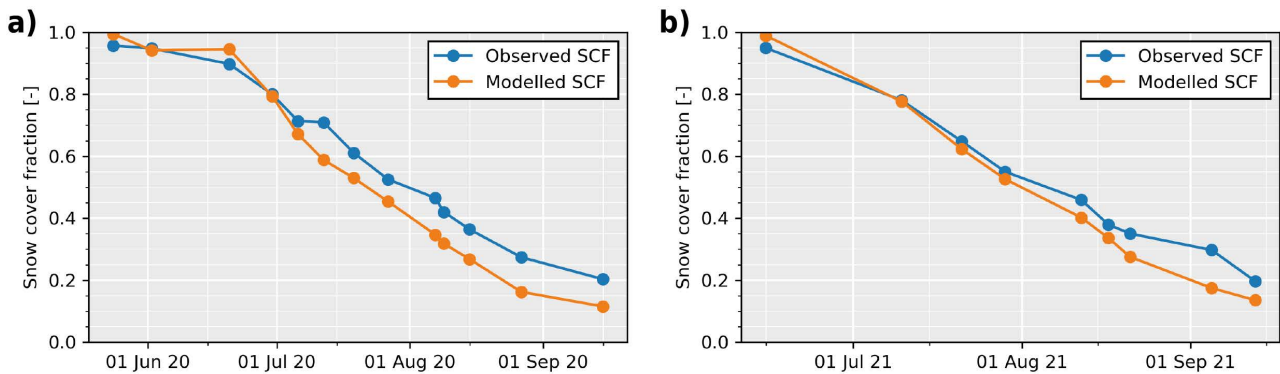 a)
Snow cover fraction [-]
1.0
0.8
0.6
0.4
0.2
0.0
Observed SCF
Modelled SCF
01 Jun 20 01 Jul 20 01 Aug 20 01 Sep 20
b)
Snow cover fraction [-]
1.0
0.8
0.6
0.4
0.2
0.0
Observed SCF
Modelled SCF
01 Jul 21 01 Aug 21 01 Sep 21